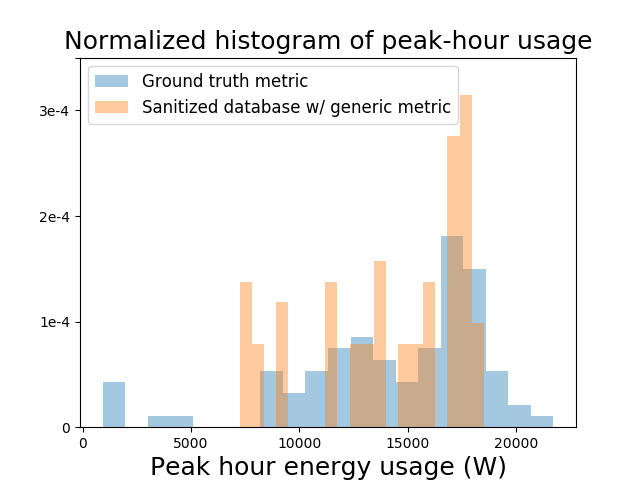 Normalized histogram of peak-hour usage
Ground truth metric
Sanitized database w/ generic metric
3e-4
2e-4
1e-4
0
0 5000 10000 15000 20000
Peak hour energy usage (W)